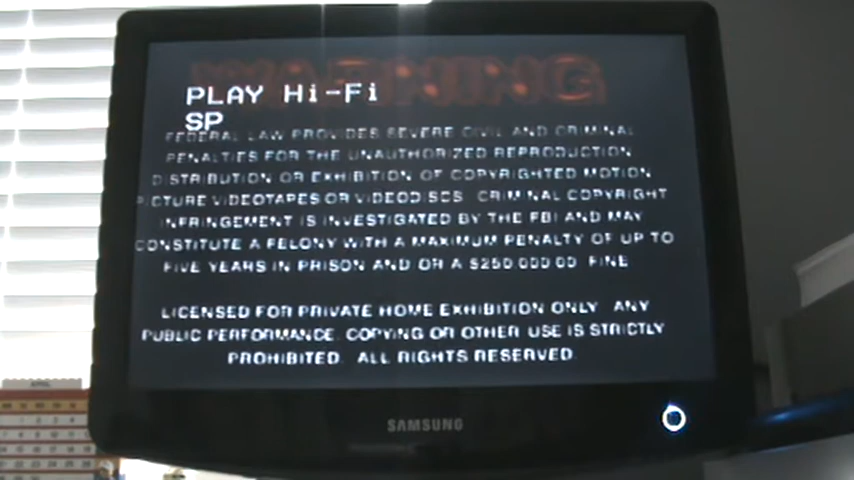 WARNING
PLAY Hi-Fi
SP
FEDERAL LAW PROVIDES SEVERE CIVIL AND CRIMINAL
PENALTIES FOR THE UNAUTHORIZED REPRODUCTION
DISTRIBUTION OR EXHIBITION OF COPYRIGHTED MOTION
PICTURE VIDEOTAPES OR VIDEODISCS CRIMINAL COPYRIGHT
INFRINGEMENT IS INVESTIGATED BY THE FBI AND MAY
CONSTITUTE A FELONY WITH A MAXIMUM PENALTY OF UP TO
FIVE YEARS IN PRISON AND OR A $250.000.00 FINE
LICENSED FOR PRIVATE HOME EXHIBITION ONLY ANY
PUBLIC PERFORMANCE. COPYING OR OTHER USE IS STRICTLY
PROHIBITED. ALL RIGHTS RESERVED.
SAMSUNG
APRIL